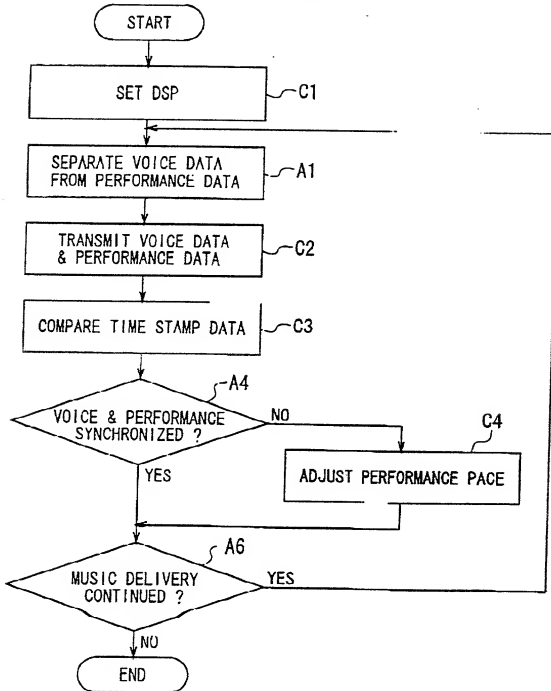 START
SET DSP
C1
SEPARATE VOICE DATA
FROM PERFORMANCE DATA
A1
TRANSMIT VOICE DATA
& PERFORMANCE DATA
C2
COMPARE TIME STAMP DATA
C3
A4
VOICE & PERFORMANCE
SYNCHRONIZED ?
NO
C4
YES
ADJUST PERFORMANCE PACE
A6
MUSIC DELIVERY
CONTINUED ?
YES
NO
END